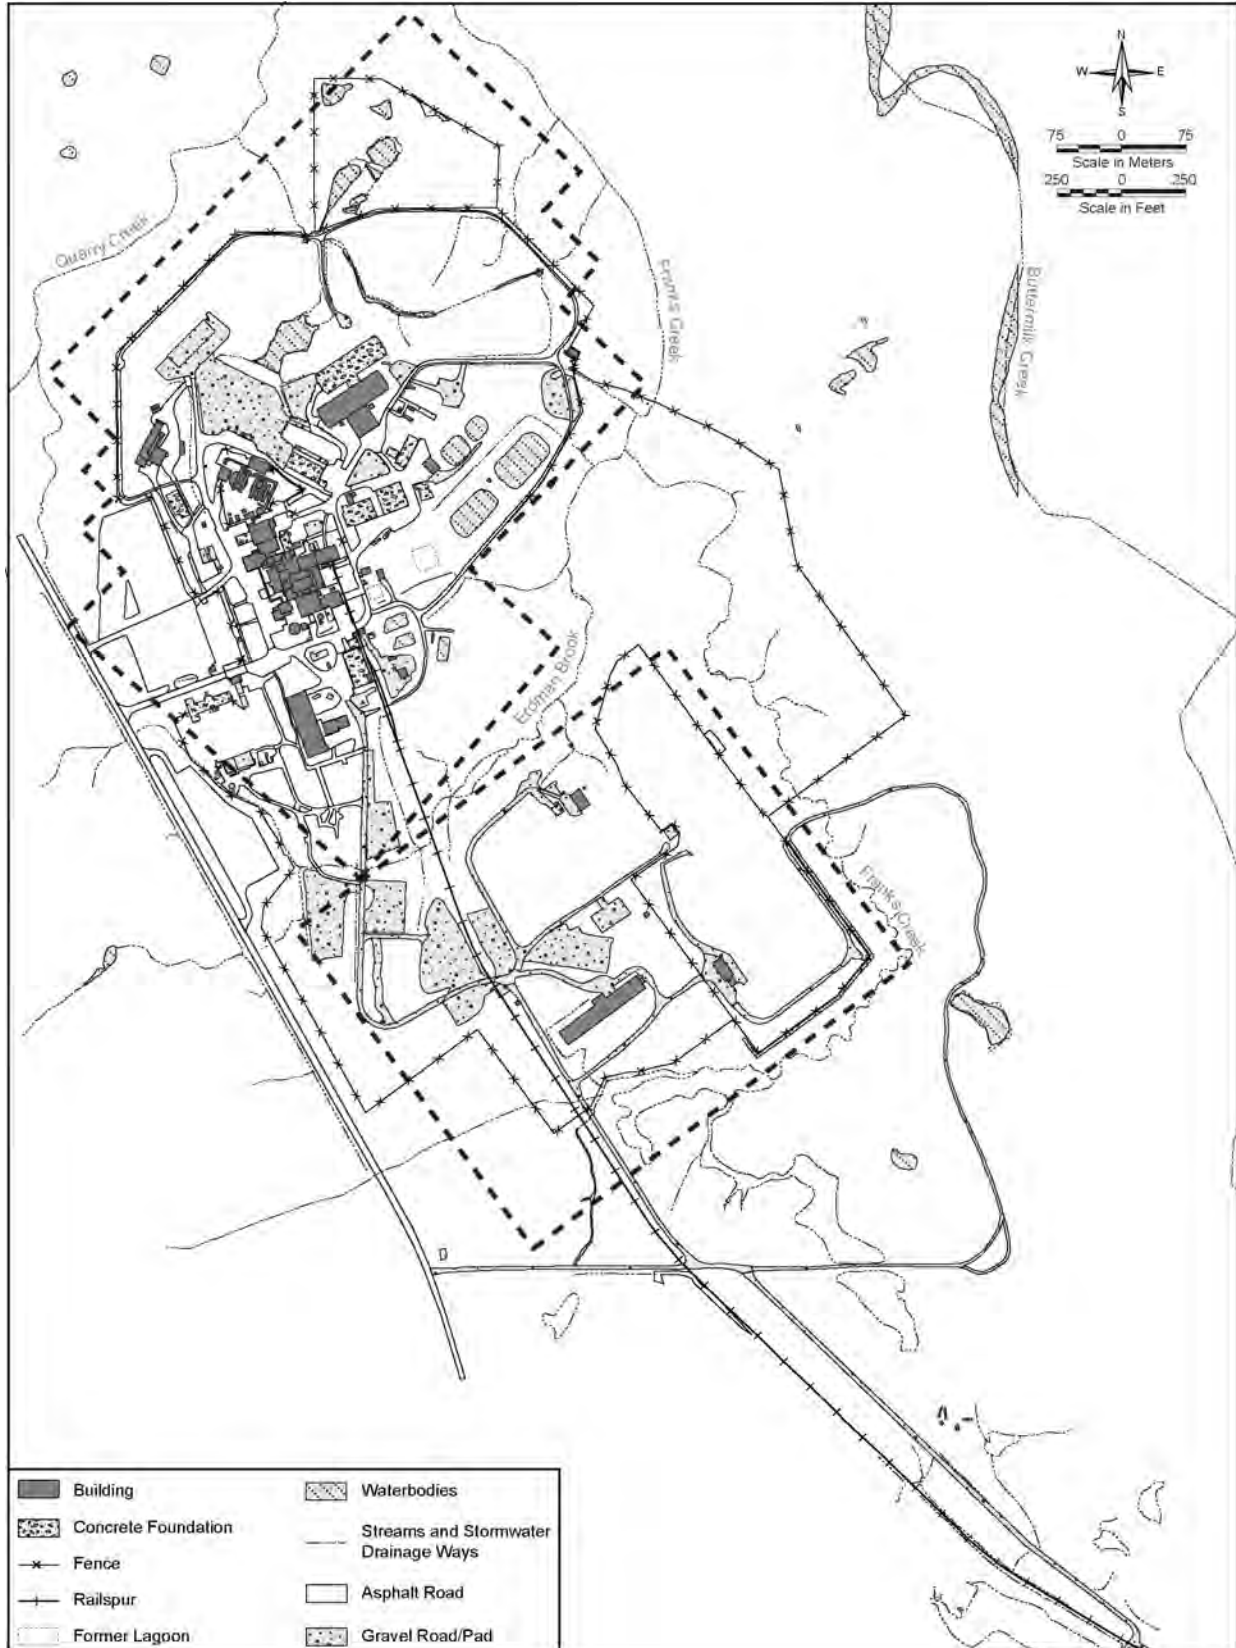 N
W E
S
75 0 75
Scale in Meters
250 0 250
Scale in Feet
Quarry Creek
Franks Creek
Buttermilk Creek
Erdman Brook
Franks Creek
Building
Concrete Foundation
Fence
Railspur
Former Lagoon
Waterbodies
Streams and Stormwater
Drainage Ways
Asphalt Road
Gravel Road/Pad